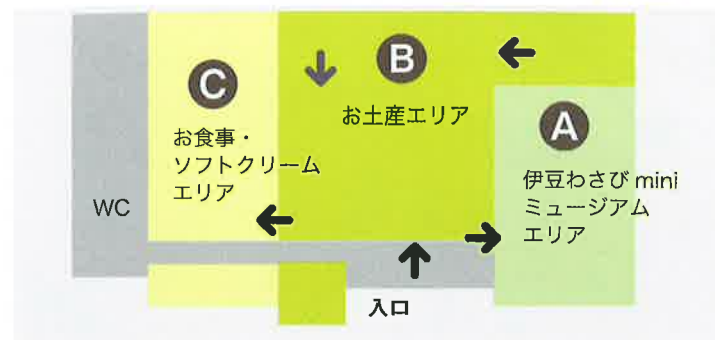 C
お食事・
ソフトクリーム
エリア
B
お土産エリア
A
伊豆わさび mini
ミュージアム
エリア
WC
入口